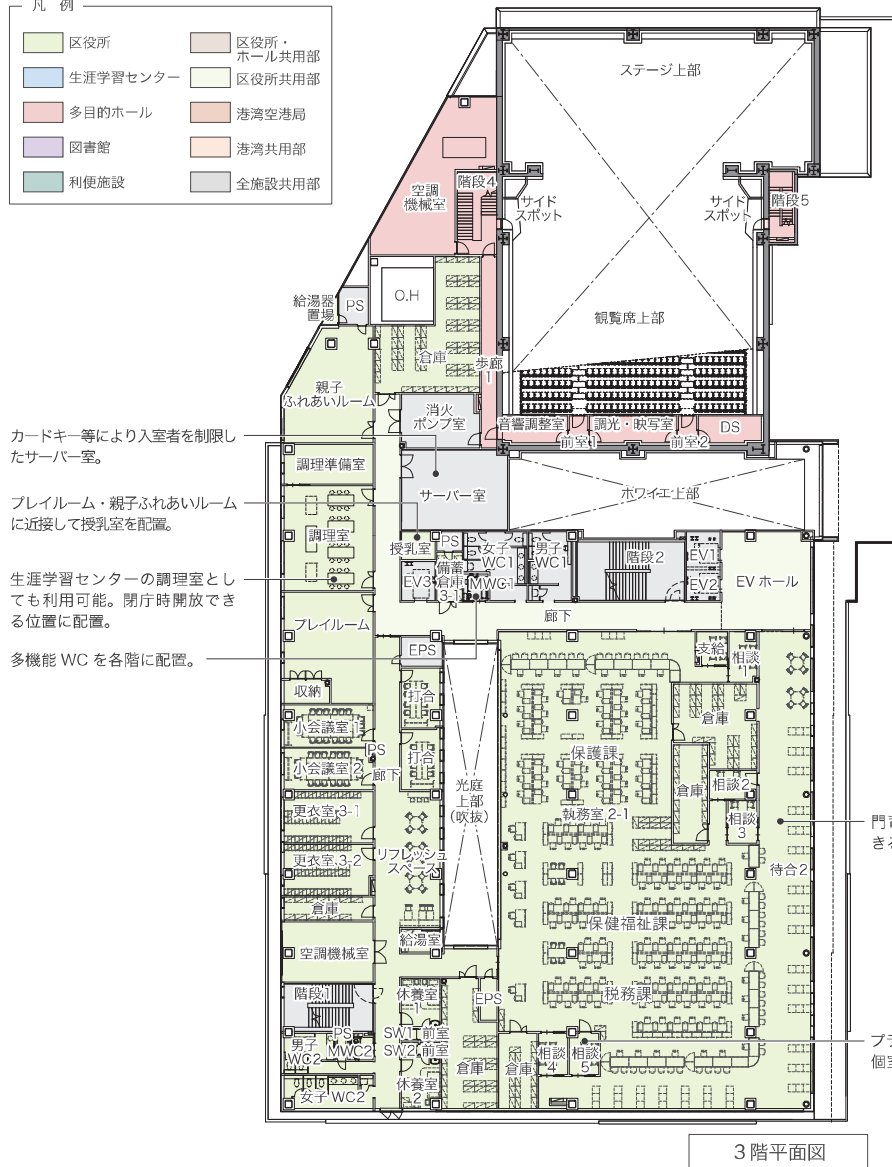 凡 例
区役所
区役所・
ホール共用部
生涯学習センター
区役所共用部
多目的ホール
港湾空港局
図書館
港湾共用部
利便施設
全施設共用部
ステージ上部
空調
機械室
階段4
サイド
スポット
サイド
スポット
階段5
給湯器
置場
PS
O.H
観覧席上部
倉庫
歩廊
1
親子
ふれあいルーム
消火
ポンプ室
音響調整室
前室1
調光・映写室
前室2
DS
カードキー等により入室者を制限し
たサーバー室。
調理準備室
サーバー室
ホワイエ上部
プレイルーム・親子ふれあいルーム
に近接して授乳室を配置。
調理室
授乳室
PS
女子
WC1
男子
WC1
階段2
EV1
EV2
EVホール
EV3
備蓄
倉庫
3-1
MWC1
生涯学習センターの調理室とし
ても利用可能。閉庁時開放でき
る位置に配置。
プレイルーム
廊下
多機能 WC を各階に配置。
EPS
支給
相談
1
収納
打合
小会議室 1
PS
廊下
打合
小会議室 2
倉庫
保護課
光庭
上部
(吹抜)
倉庫
相談2
相談
3
執務室 2-1
更衣室 3-1
更衣室 3-2
リフレッシュ
スペース
待合2
門司
き
倉庫
保健福祉課
給湯室
空調機械室
税務課
階段1
休養室
1
EPS
PS
男子
WC2
MWC2
SW1
前室
SW2
前室
倉庫
倉庫
相談
4
相談
5
プラ
個室
女子 WC2
休養室
2
3階平面図